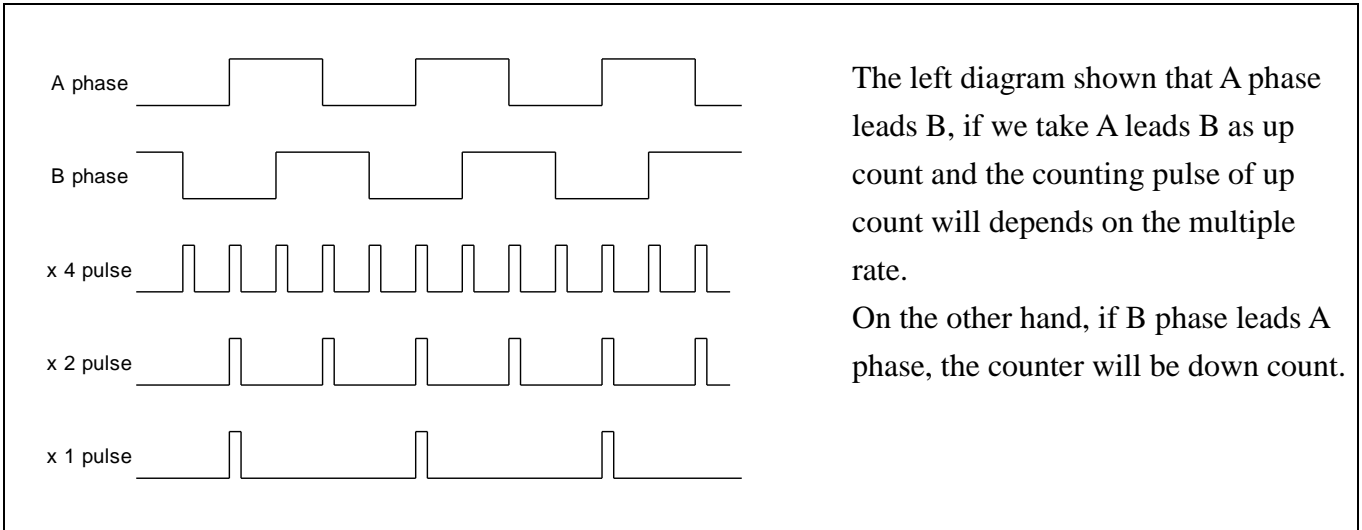 A phase
B phase
x 4 pulse
x 2 pulse
x 1 pulse
The left diagram shown that A phase
leads B, if we take A leads B as up
count and the counting pulse of up
count will depends on the multiple
rate.
On the other hand, if B phase leads A
phase, the counter will be down count.